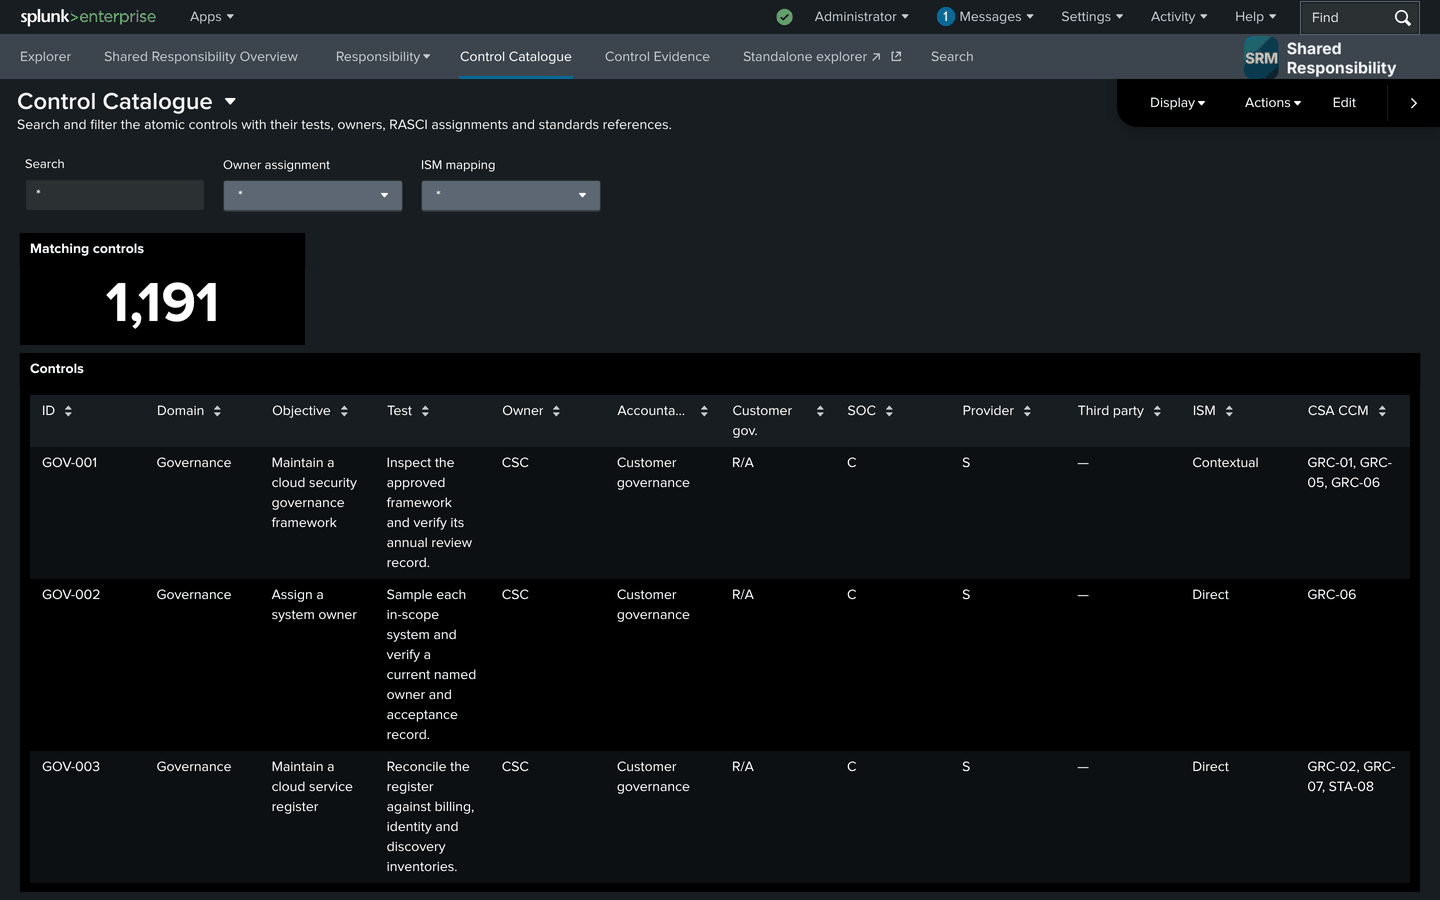 splunk>enterprise Apps Administrator 1 Messages Settings Activity Help Find
Explorer Shared Responsibility Overview Responsibility Control Catalogue Control Evidence Standalone explorer ↗ Search SRM Shared Responsibility
Control Catalogue
Display Actions Edit
Search and filter the atomic controls with their tests, owners, RASCI assignments and standards references.
Search Owner assignment ISM mapping
* * *
Matching controls
1,191
Controls
ID Domain Objective Test Owner Accounta... Customer gov. SOC Provider Third party ISM CSA CCM
GOV-001 Governance Maintain a cloud security governance framework Inspect the approved framework and verify its annual review record. CSC Customer governance R/A C S — Contextual GRC-01, GRC-05, GRC-06
GOV-002 Governance Assign a system owner Sample each in-scope system and verify a current named owner and acceptance record. CSC Customer governance R/A C S — Direct GRC-06
GOV-003 Governance Maintain a cloud service register Reconcile the register against billing, identity and discovery inventories. CSC Customer governance R/A C S — Direct GRC-02, GRC-07, STA-08